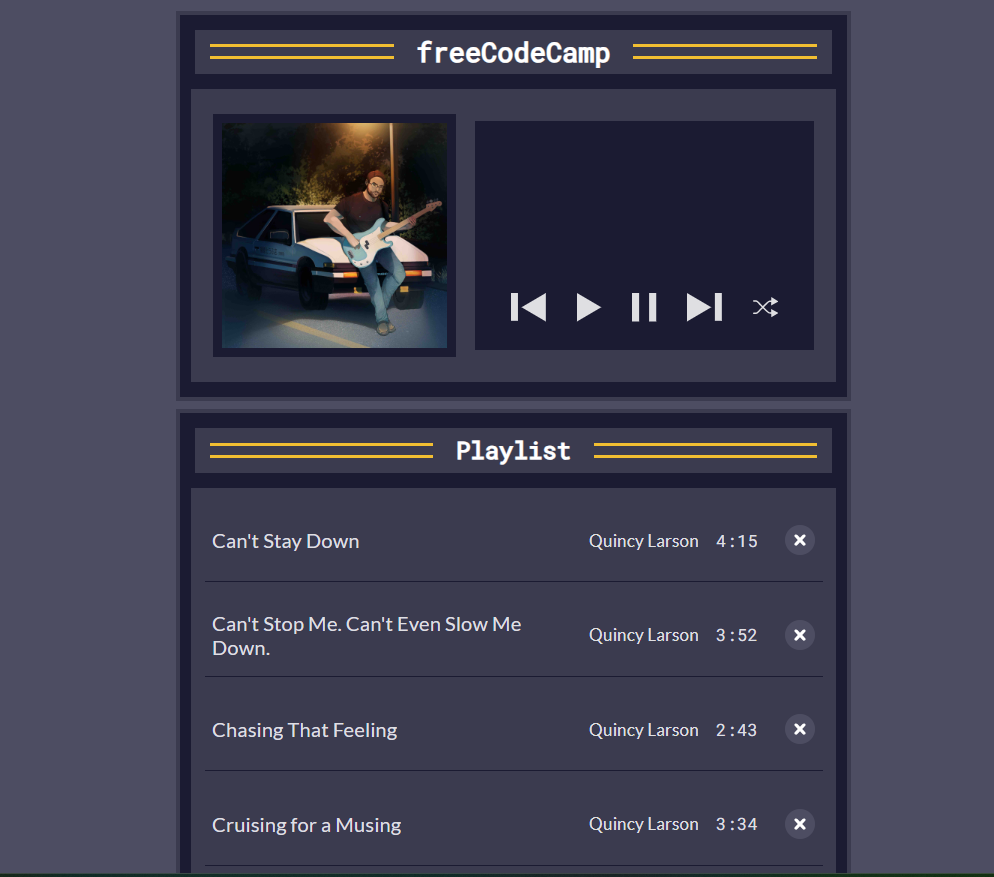 freeCodeCamp
Playlist
Can't Stay Down Quincy Larson 4:15
Can't Stop Me. Can't Even Slow Me
Down. Quincy Larson 3:52
Chasing That Feeling Quincy Larson 2:43
Cruising for a Musing Quincy Larson 3:34